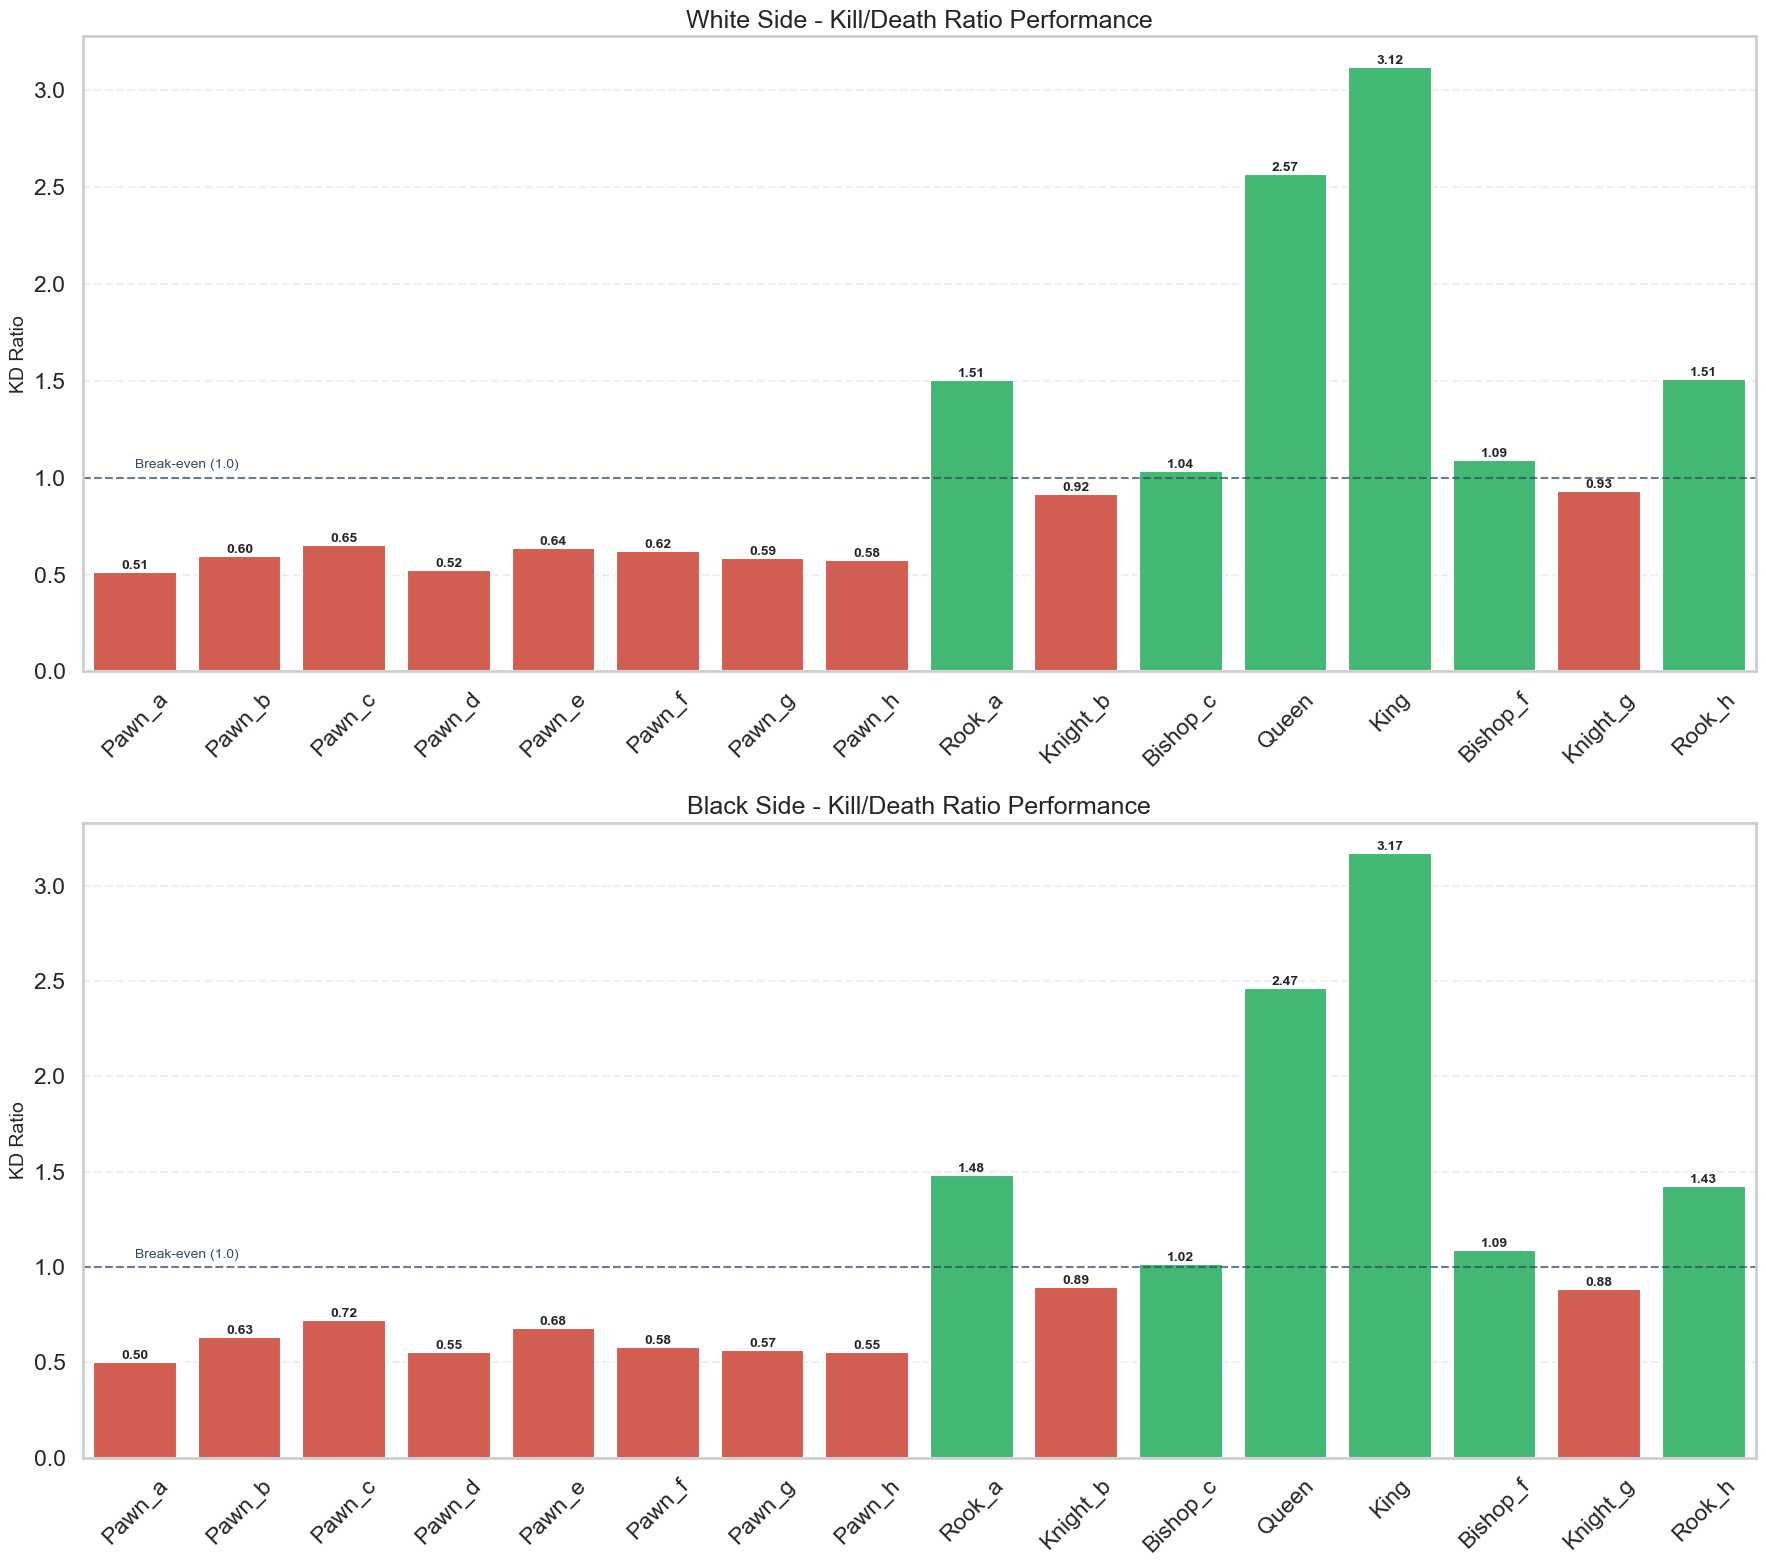 White Side - Kill/Death Ratio Performance
KD Ratio
3.0
2.5
2.0
1.5
1.0
0.5
0.0
Break-even (1.0)
0.51
0.60
0.65
0.52
0.64
0.62
0.59
0.58
1.51
0.92
1.04
2.57
3.12
1.09
0.93
1.51
Pawn_a
Pawn_b
Pawn_c
Pawn_d
Pawn_e
Pawn_f
Pawn_g
Pawn_h
Rook_a
Knight_b
Bishop_c
Queen
King
Bishop_f
Knight_g
Rook_h
Black Side - Kill/Death Ratio Performance
KD Ratio
3.0
2.5
2.0
1.5
1.0
0.5
0.0
Break-even (1.0)
0.50
0.63
0.72
0.55
0.68
0.58
0.57
0.55
1.48
0.89
1.02
2.47
3.17
1.09
0.88
1.43
Pawn_a
Pawn_b
Pawn_c
Pawn_d
Pawn_e
Pawn_f
Pawn_g
Pawn_h
Rook_a
Knight_b
Bishop_c
Queen
King
Bishop_f
Knight_g
Rook_h